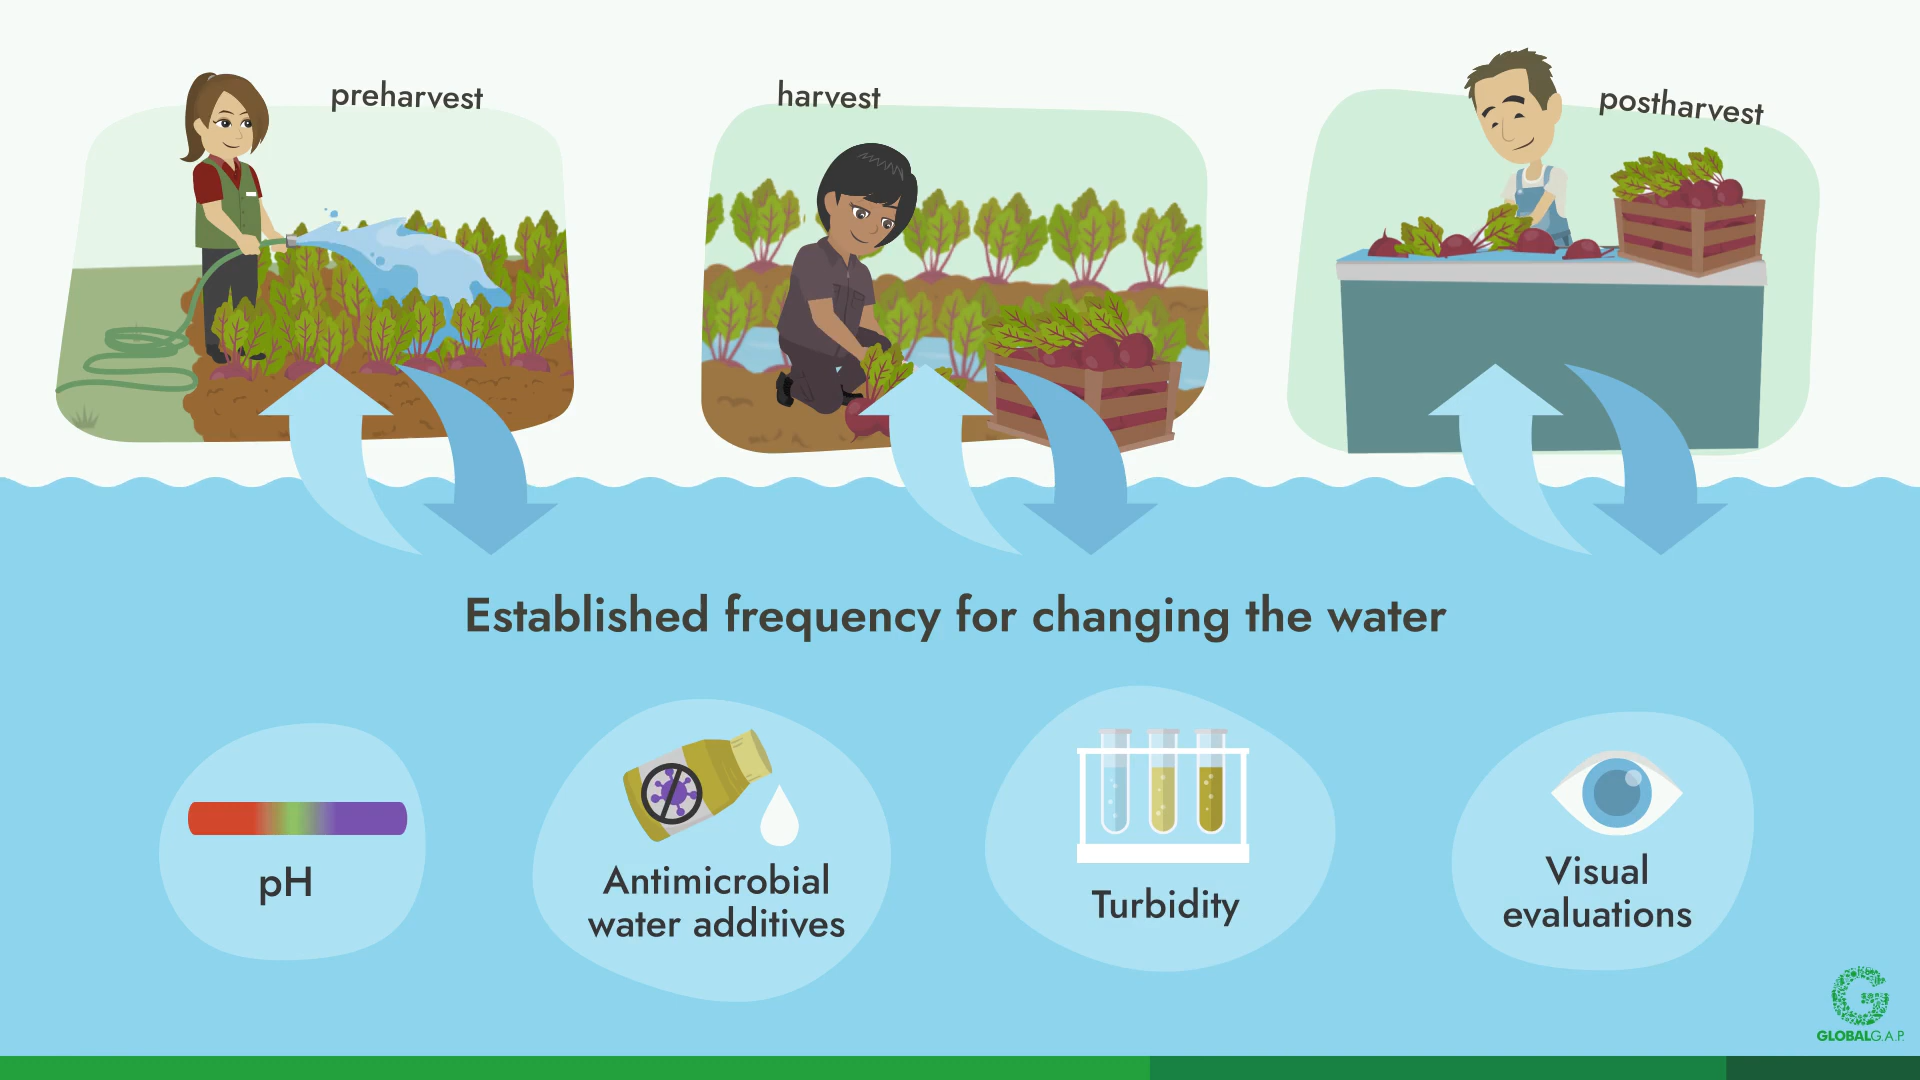 preharvest
harvest
postharvest
Established frequency for changing the water
pH
Antimicrobial
water additives
Turbidity
Visual
evaluations
GLOBALG.A.P.